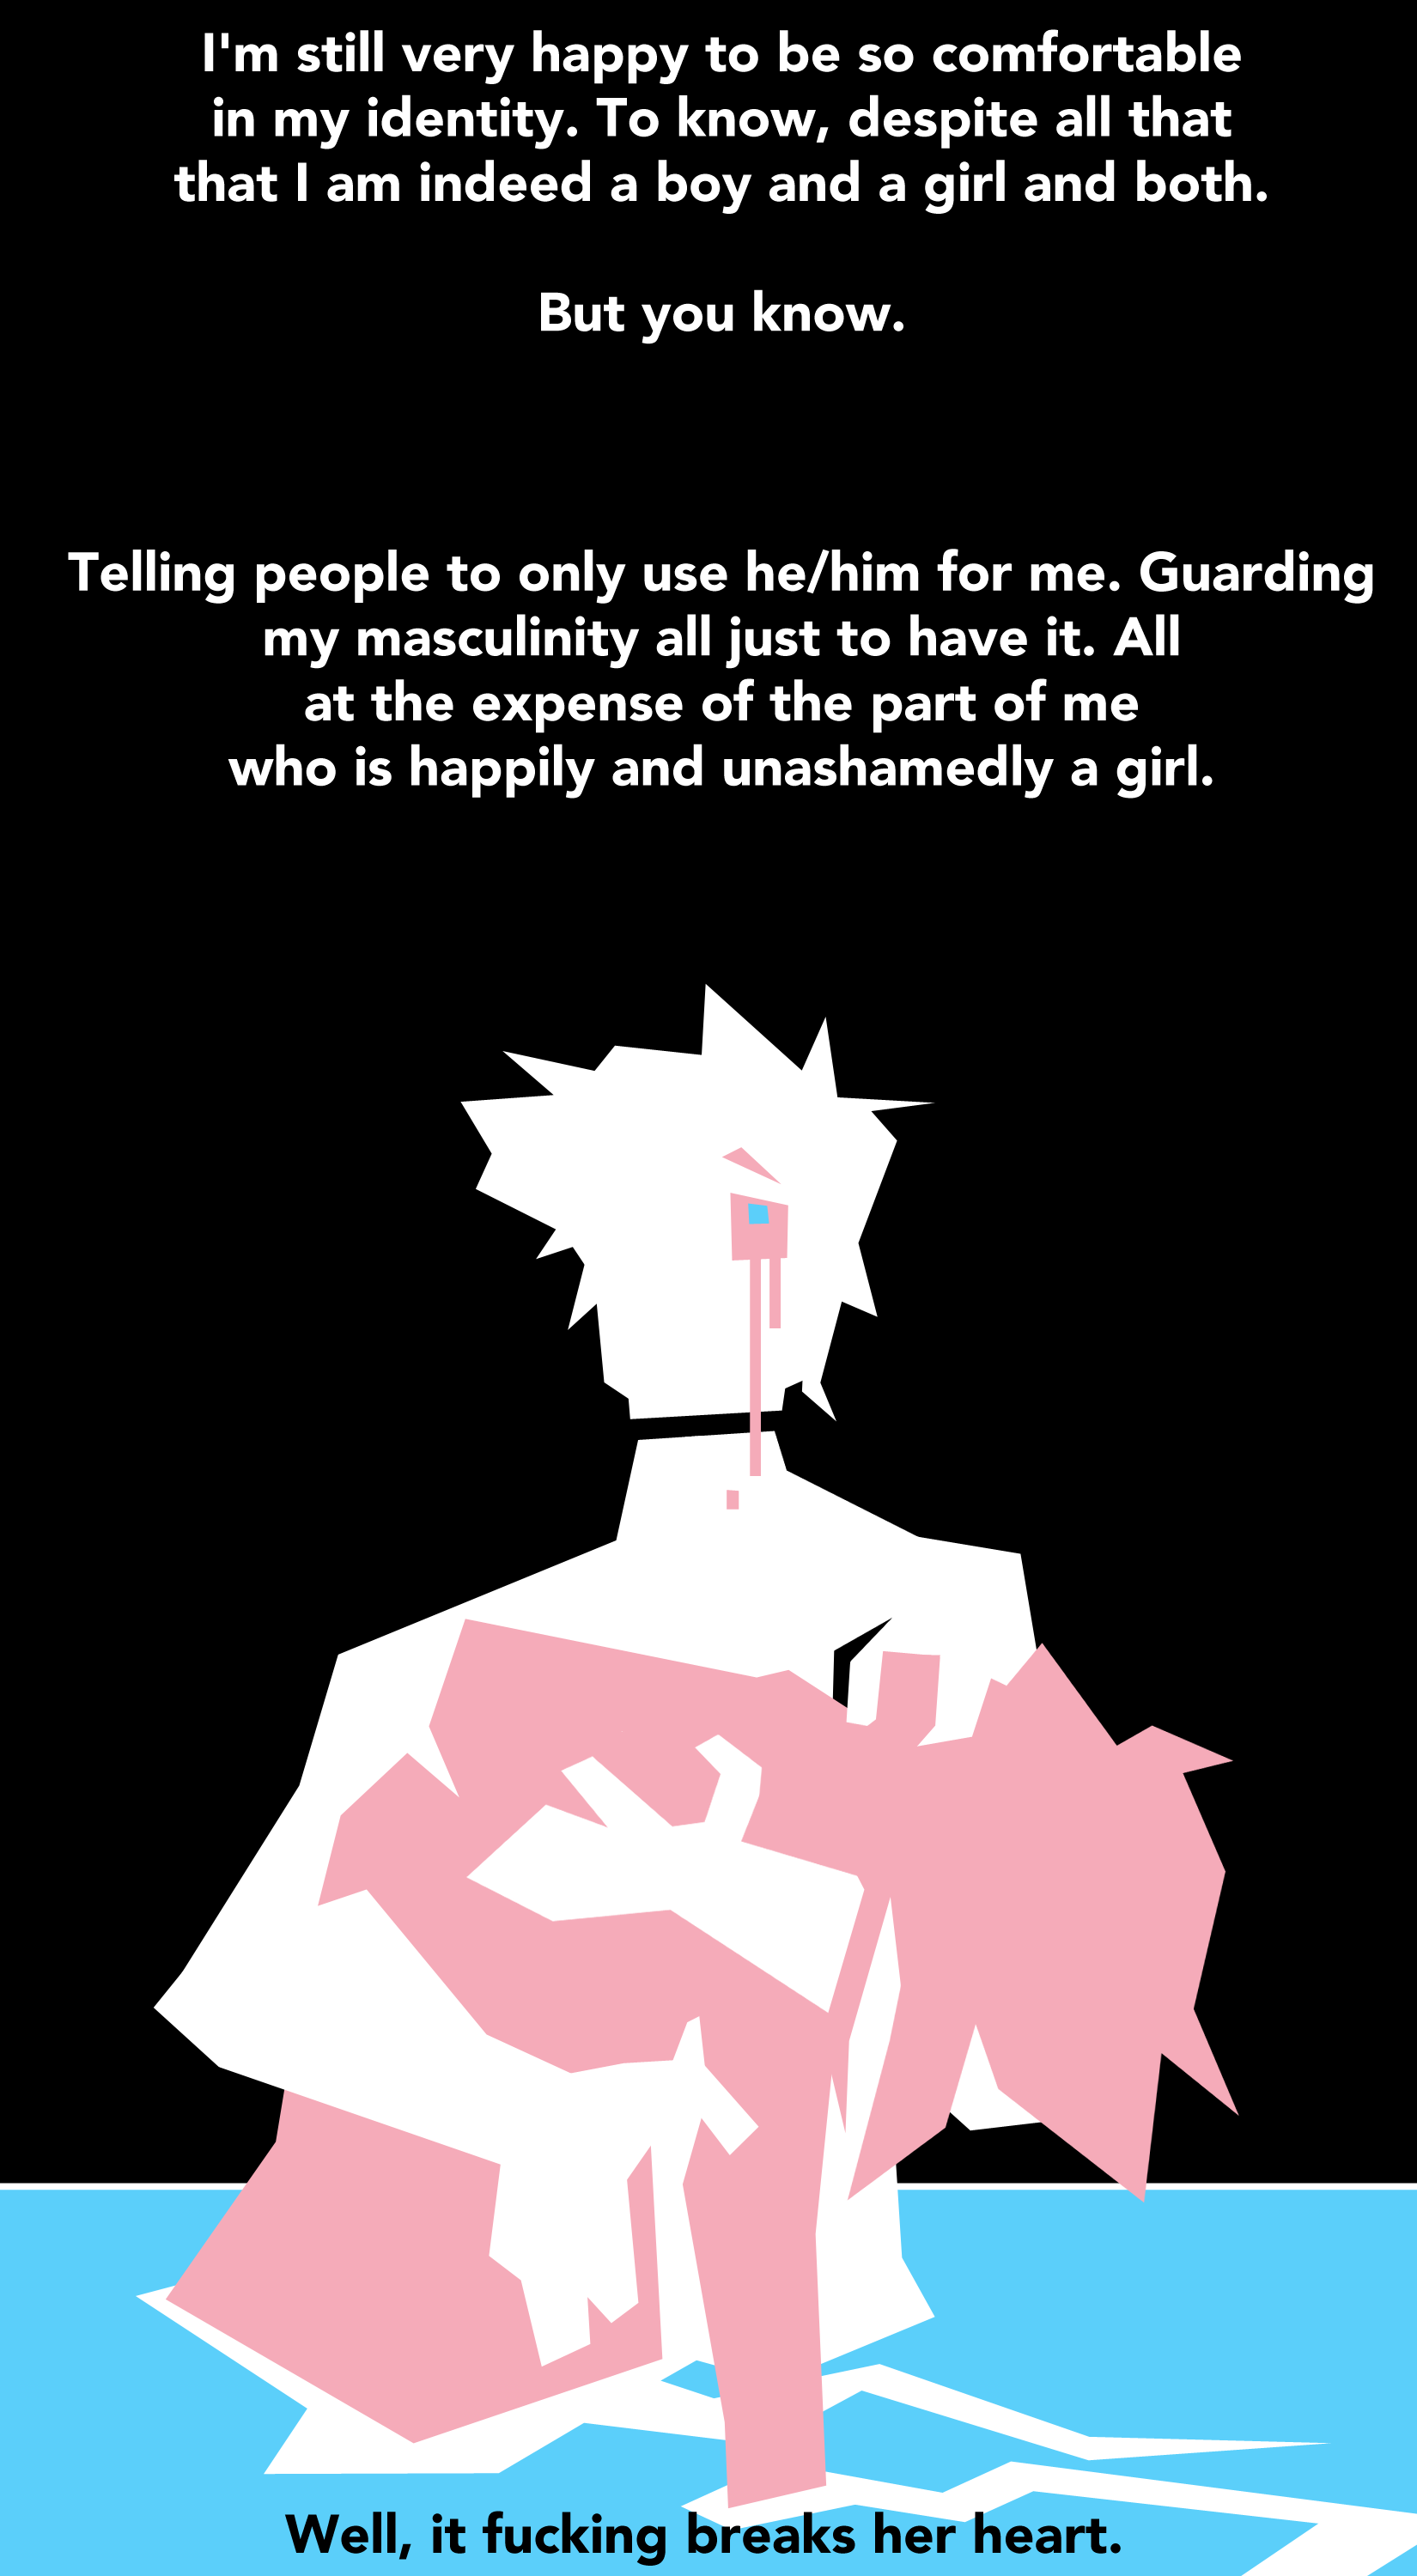 I'm still very happy to be so comfortable
in my identity. To know, despite all that
that I am indeed a boy and a girl and both.
But you know.
Telling people to only use he/him for me. Guarding
my masculinity all just to have it. All
at the expense of the part of me
who is happily and unashamedly a girl.
Well, it fucking breaks her heart.